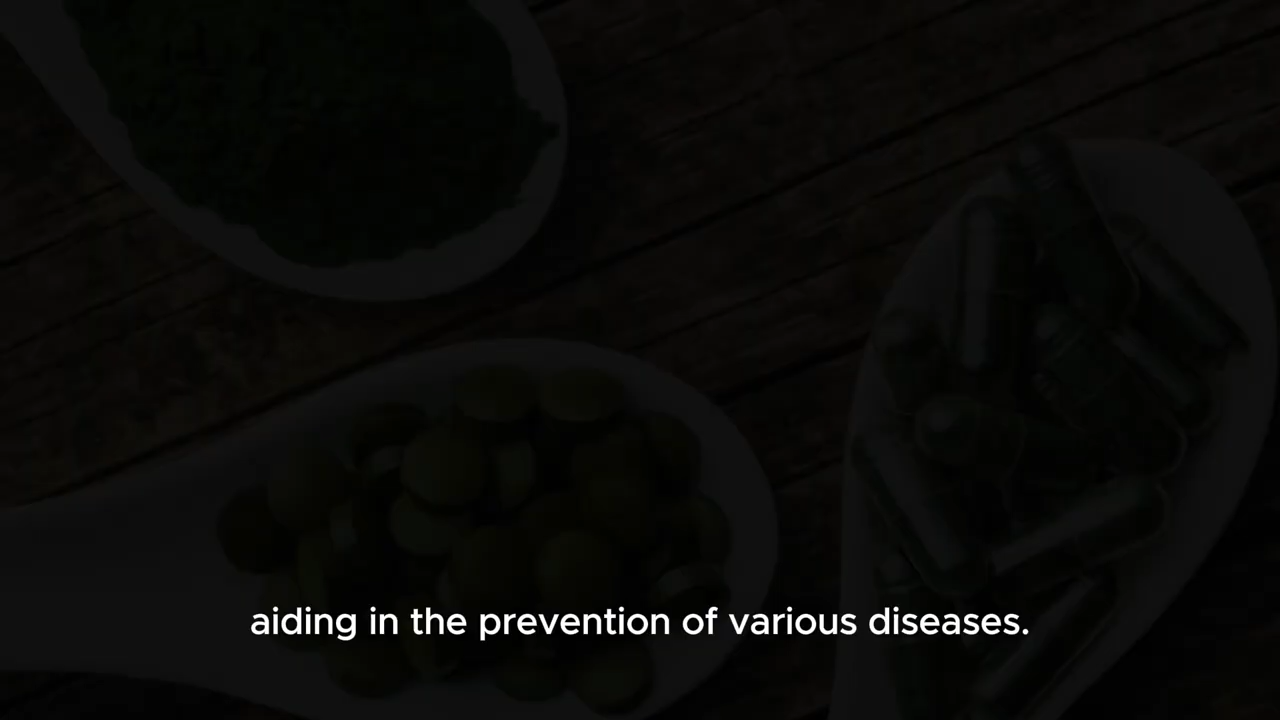 aiding in the prevention of various diseases.